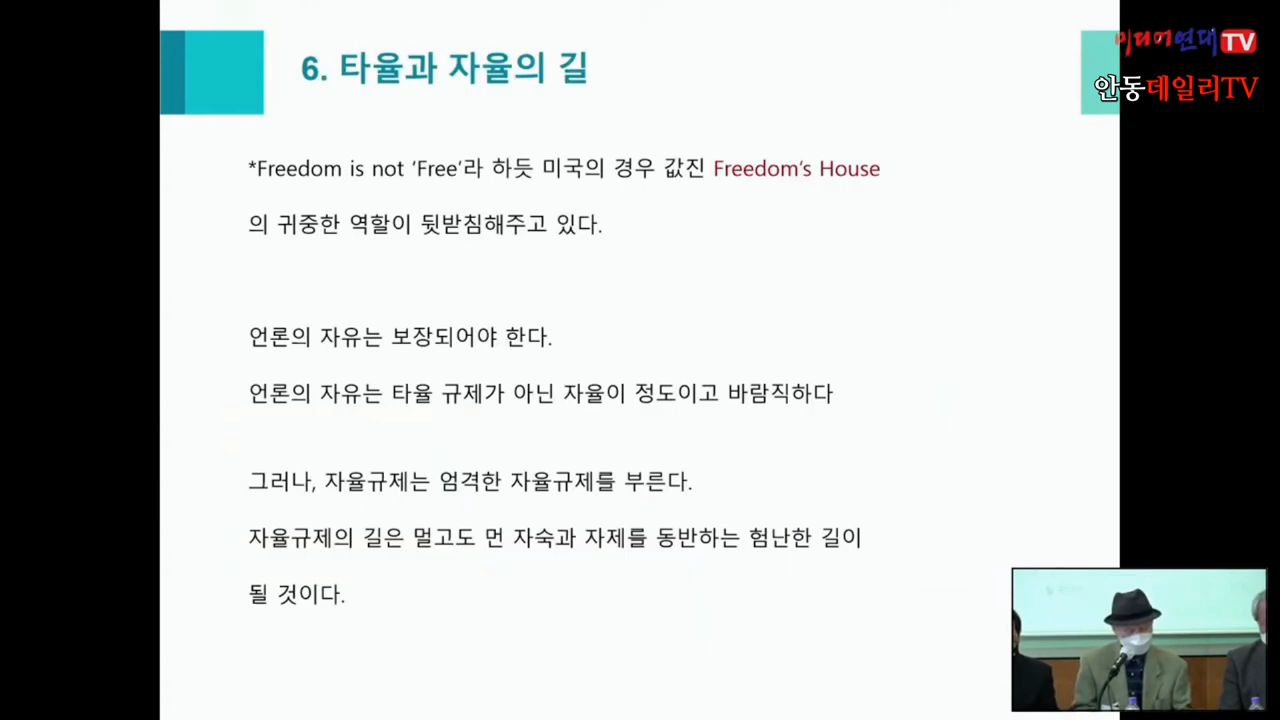 미디어연대TV
안동데일리TV
6. 타율과 자율의 길
*Freedom is not ‘Free’라 하듯 미국의 경우 값진 Freedom’s House
의 귀중한 역할이 뒷받침해주고 있다.
언론의 자유는 보장되어야 한다.
언론의 자유는 타율 규제가 아닌 자율이 정도이고 바람직하다
그러나, 자율규제는 엄격한 자율규제를 부른다.
자율규제의 길은 멀고도 먼 자숙과 자제를 동반하는 험난한 길이
될 것이다.